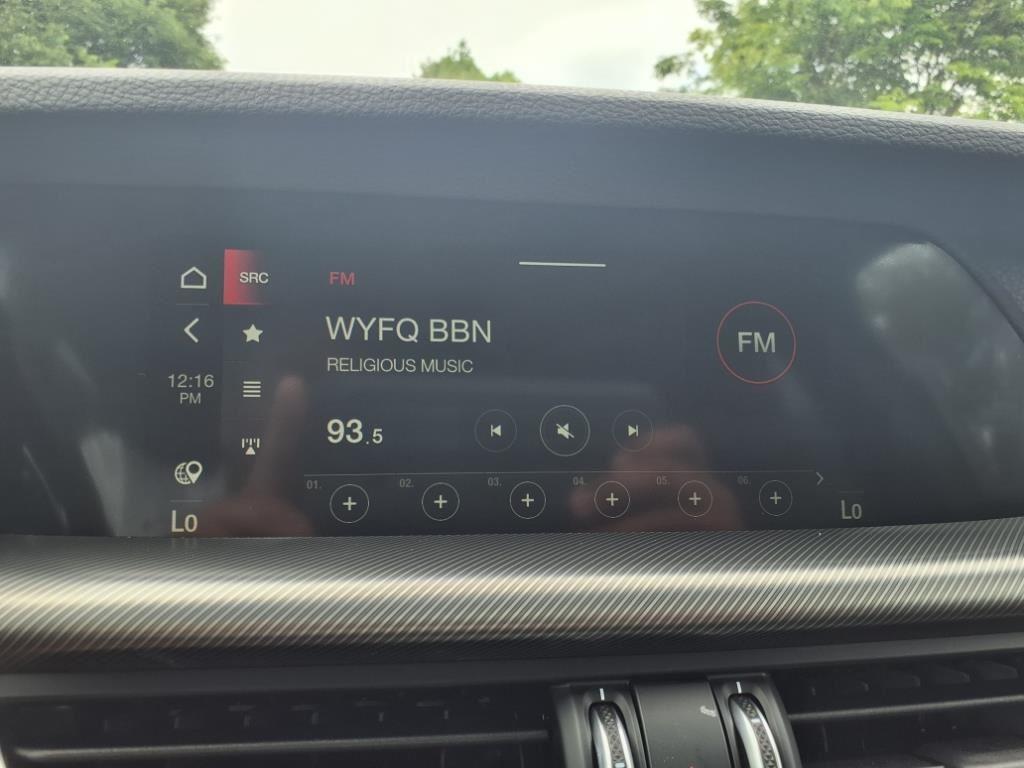 SRC
FM
WYFQ BBN
RELIGIOUS MUSIC
FM
12:16
PM
93.5
01.
02.
03.
04.
05.
06.
Lo
Lo